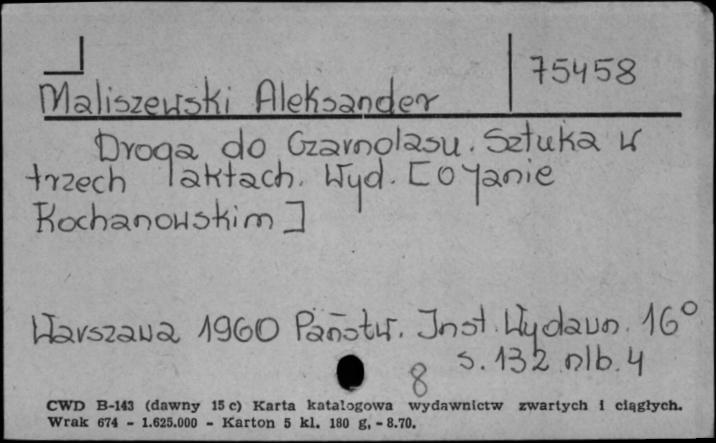 75458
Maliszewski Aleksander
Droga do Czarnolasu. Sztuka w
trzech aktach. Wyd. [o Janie
Kochanowskim]
Warszawa 1960 Państw. Inst. Wydawn. 16°
s. 132 nlb. 4
8
CWD B-143 (dawny 15 c) Karta katalogowa wydawnictw zwartych i ciągłych.
Wrak 674 - 1.625.000 - Karton 5 kl. 180 g. - 8.70.